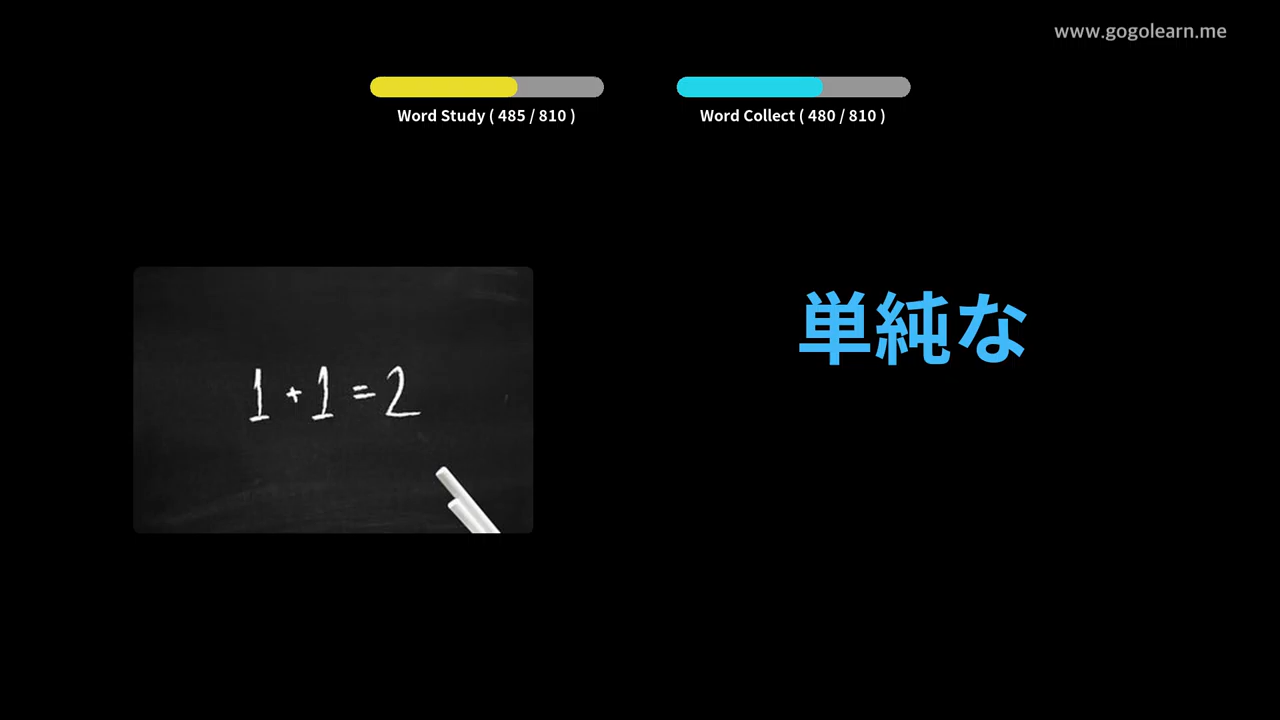 www.gogolearn.me
Word Study ( 485 / 810 )
Word Collect ( 480 / 810 )
1 + 1 = 2
単純な